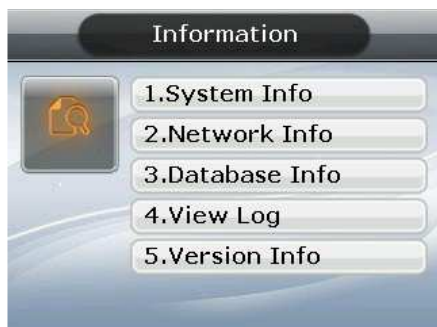 Information
1.System Info
2.Network Info
3.Database Info
4.View Log
5.Version Info